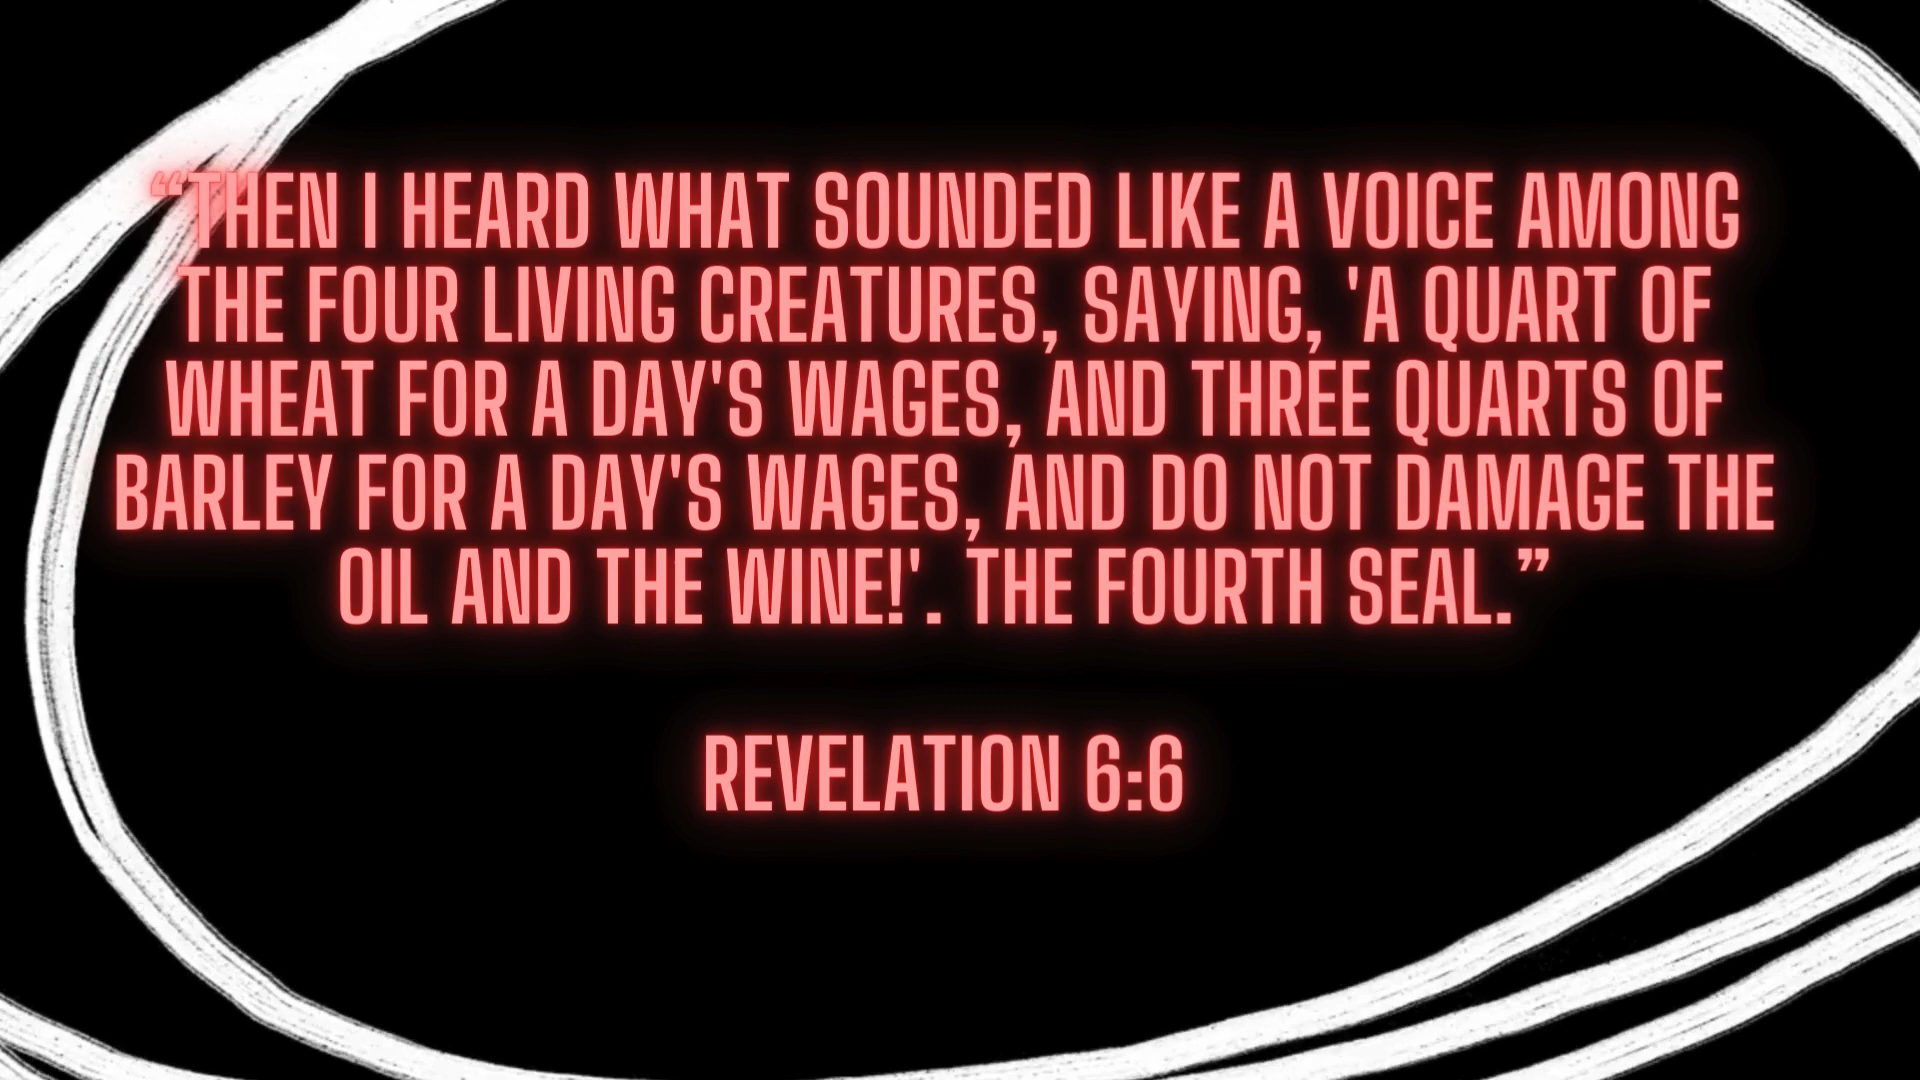 “THEN I HEARD WHAT SOUNDED LIKE A VOICE AMONG
THE FOUR LIVING CREATURES, SAYING, 'A QUART OF
WHEAT FOR A DAY'S WAGES, AND THREE QUARTS OF
BARLEY FOR A DAY'S WAGES, AND DO NOT DAMAGE THE
OIL AND THE WINE!'. THE FOURTH SEAL.”
REVELATION 6:6